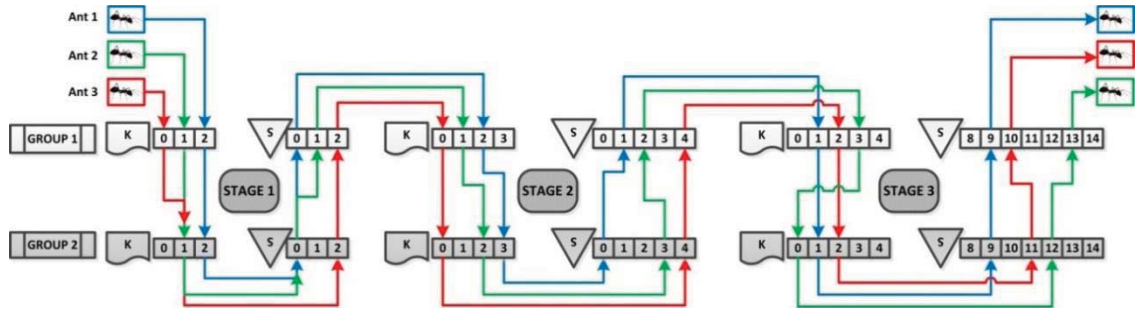 Ant 1
Ant 2
Ant 3
GROUP 1 K 0 1 2 S 0 1 2 K 0 1 2 3 S 0 1 2 3 4 K 0 1 2 3 4 S 8 9 10 11 12 13 14
STAGE 1 STAGE 2 STAGE 3
GROUP 2 K 0 1 2 S 0 1 2 K 0 1 2 3 S 0 1 2 3 4 K 0 1 2 3 4 S 8 9 10 11 12 13 14